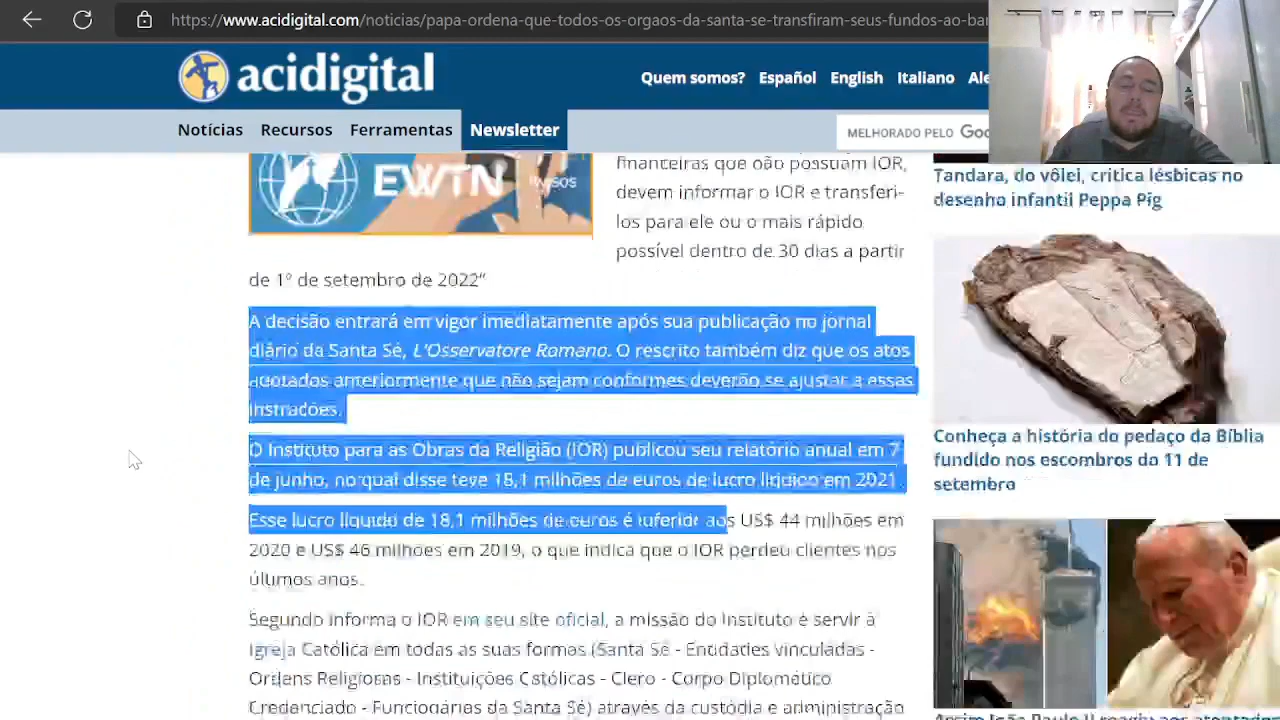 https://www.acidigital.com/noticias/papa-ordena-que-todos-os-orgaos-da-santa-se-transfiram-seus-fundos-ao-ban
acidigital
Quem somos? Español English Italiano Ale
Notícias Recursos Ferramentas Newsletter
MELHORADO PELO Goo
EWTN
financeiras que não possuam IOR,
devem informar o IOR e transferi-
los para ele ou o mais rápido
possível dentro de 30 dias a partir
de 1º de setembro de 2022“
A decisão entrará em vigor imediatamente após sua publicação no jornal
diário da Santa Sé, L’Osservatore Romano. O rescrito também diz que os atos
adotados anteriormente que não sejam conformes deverão se ajustar a essas
O Instituto para as Obras da Religião (IOR) publicou seu relatório anual em 7
de junho, no qual disse teve 18,1 milhões de euros de lucro líquido em 2021
Esse lucro líquido de 18,1 milhões de euros é inferior aos US$ 44 milhões em
2020 e US$ 46 milhões em 2019, o que indica que o IOR perdeu clientes nos
últimos anos.
Segundo informa o IOR em seu site oficial, a missão do Instituto é servir à
Igreja Católica em todas as suas formas (Santa Sé - Entidades vinculadas -
Ordens Religiosas - Instituições Católicas - Clero - Corpo Diplomático
Credenciado - Funcionários da Santa Sé) através da custódia e administração
Tandara, do vôlei, critica lésbicas no
desenho infantil Peppa Pig
Conheça a história do pedaço da Bíblia
fundido nos escombros do 11 de
setembro
Assim João Paulo II reagiu aos atentados